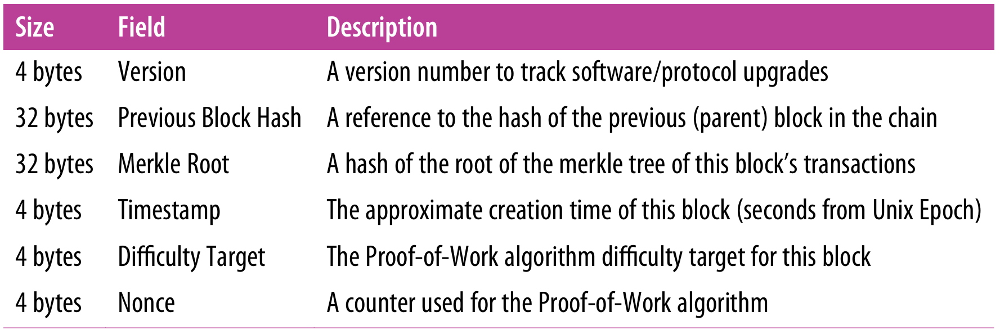 Size Field Description
4 bytes Version A version number to track software/protocol upgrades
32 bytes Previous Block Hash A reference to the hash of the previous (parent) block in the chain
32 bytes Merkle Root A hash of the root of the merkle tree of this block’s transactions
4 bytes Timestamp The approximate creation time of this block (seconds from Unix Epoch)
4 bytes Difficulty Target The Proof-of-Work algorithm difficulty target for this block
4 bytes Nonce A counter used for the Proof-of-Work algorithm